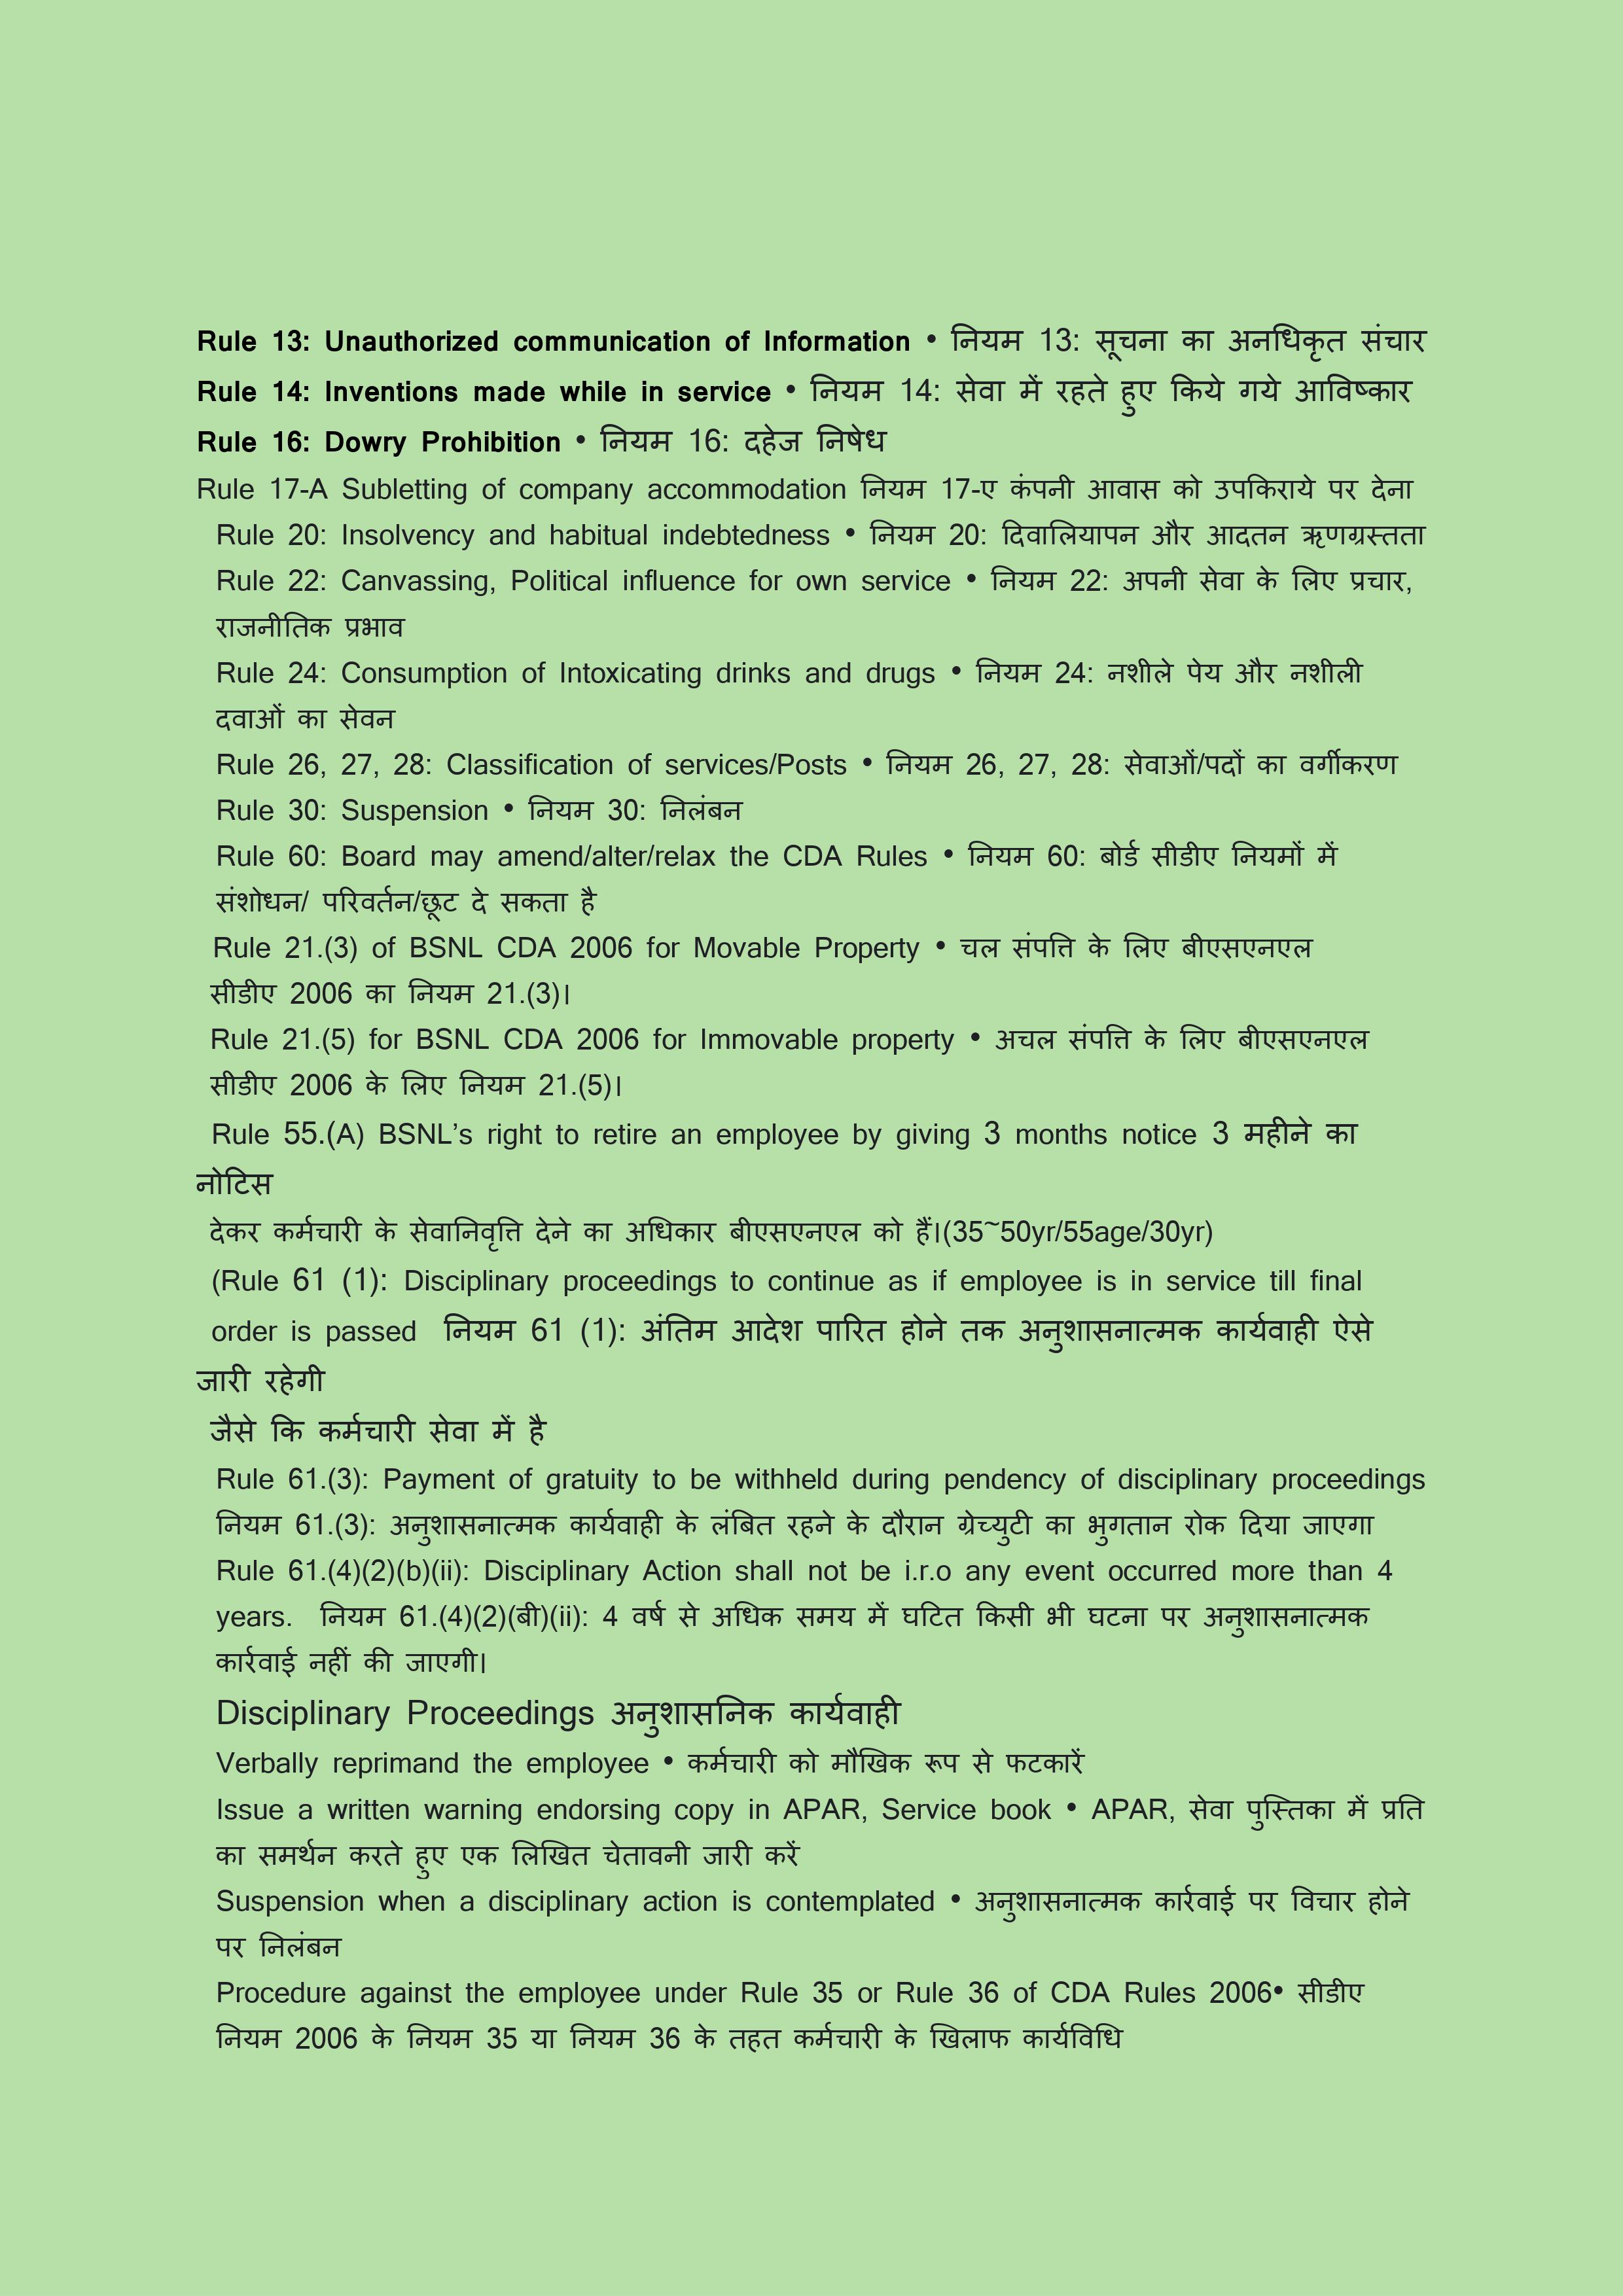 Rule 13: Unauthorized communication of Information • नियम 13: सूचना का अनधिकृत संचार
Rule 14: Inventions made while in service • नियम 14: सेवा में रहते हुए किये गये आविष्कार
Rule 16: Dowry Prohibition • नियम 16: दहेज निषेध
Rule 17-A Subletting of company accommodation नियम 17-ए कंपनी आवास को उपकिराये पर देना
Rule 20: Insolvency and habitual indebtedness • नियम 20: दिवालियापन और आदतन ऋणग्रस्तता
Rule 22: Canvassing, Political influence for own service • नियम 22: अपनी सेवा के लिए प्रचार,
राजनीतिक प्रभाव
Rule 24: Consumption of Intoxicating drinks and drugs • नियम 24: नशीले पेय और नशीली
दवाओं का सेवन
Rule 26, 27, 28: Classification of services/Posts • नियम 26, 27, 28: सेवाओं/पदों का वर्गीकरण
Rule 30: Suspension • नियम 30: निलंबन
Rule 60: Board may amend/alter/relax the CDA Rules • नियम 60: बोर्ड सीडीए नियमों में
संशोधन/ परिवर्तन/छूट दे सकता है
Rule 21.(3) of BSNL CDA 2006 for Movable Property • चल संपत्ति के लिए बीएसएनएल
सीडीए 2006 का नियम 21.(3)।
Rule 21.(5) for BSNL CDA 2006 for Immovable property • अचल संपत्ति के लिए बीएसएनएल
सीडीए 2006 के लिए नियम 21.(5)।
Rule 55.(A) BSNL’s right to retire an employee by giving 3 months notice 3 महीने का
नोटिस
देकर कर्मचारी के सेवानिवृत्ति देने का अधिकार बीएसएनएल को हैं।(35~50yr/55age/30yr)
(Rule 61 (1): Disciplinary proceedings to continue as if employee is in service till final
order is passed नियम 61 (1): अंतिम आदेश पारित होने तक अनुशासनात्मक कार्यवाही ऐसे
जारी रहेगी
जैसे कि कर्मचारी सेवा में है
Rule 61.(3): Payment of gratuity to be withheld during pendency of disciplinary proceedings
नियम 61.(3): अनुशासनात्मक कार्यवाही के लंबित रहने के दौरान ग्रेच्युटी का भुगतान रोक दिया जाएगा
Rule 61.(4)(2)(b)(ii): Disciplinary Action shall not be i.r.o any event occurred more than 4
years. नियम 61.(4)(2)(बी)(ii): 4 वर्ष से अधिक समय में घटित किसी भी घटना पर अनुशासनात्मक
कार्रवाई नहीं की जाएगी।
Disciplinary Proceedings अनुशासनिक कार्यवाही
Verbally reprimand the employee • कर्मचारी को मौखिक रूप से फटकारें
Issue a written warning endorsing copy in APAR, Service book • APAR, सेवा पुस्तिका में प्रति
का समर्थन करते हुए एक लिखित चेतावनी जारी करें
Suspension when a disciplinary action is contemplated • अनुशासनात्मक कार्रवाई पर विचार होने
पर निलंबन
Procedure against the employee under Rule 35 or Rule 36 of CDA Rules 2006• सीडीए
नियम 2006 के नियम 35 या नियम 36 के तहत कर्मचारी के खिलाफ कार्यविधि